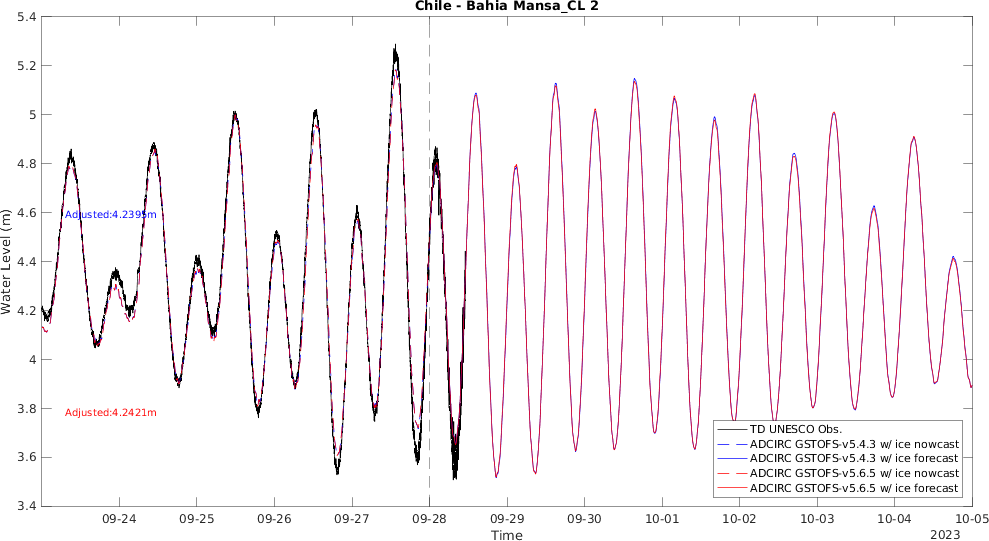 Chile - Bahia Mansa_CL 2
5.4
5.2
5
4.8
4.6
4.4
4.2
4
3.8
3.6
3.4
Water Level (m)
Adjusted:4.2395m
Adjusted:4.2421m
TD UNESCO Obs.
ADCIRC GSTOFS-v5.4.3 w/ ice nowcast
ADCIRC GSTOFS-v5.4.3 w/ ice forecast
ADCIRC GSTOFS-v5.6.5 w/ ice nowcast
ADCIRC GSTOFS-v5.6.5 w/ ice forecast
09-24 09-25 09-26 09-27 09-28 09-29 09-30 10-01 10-02 10-03 10-04 10-05
Time
2023